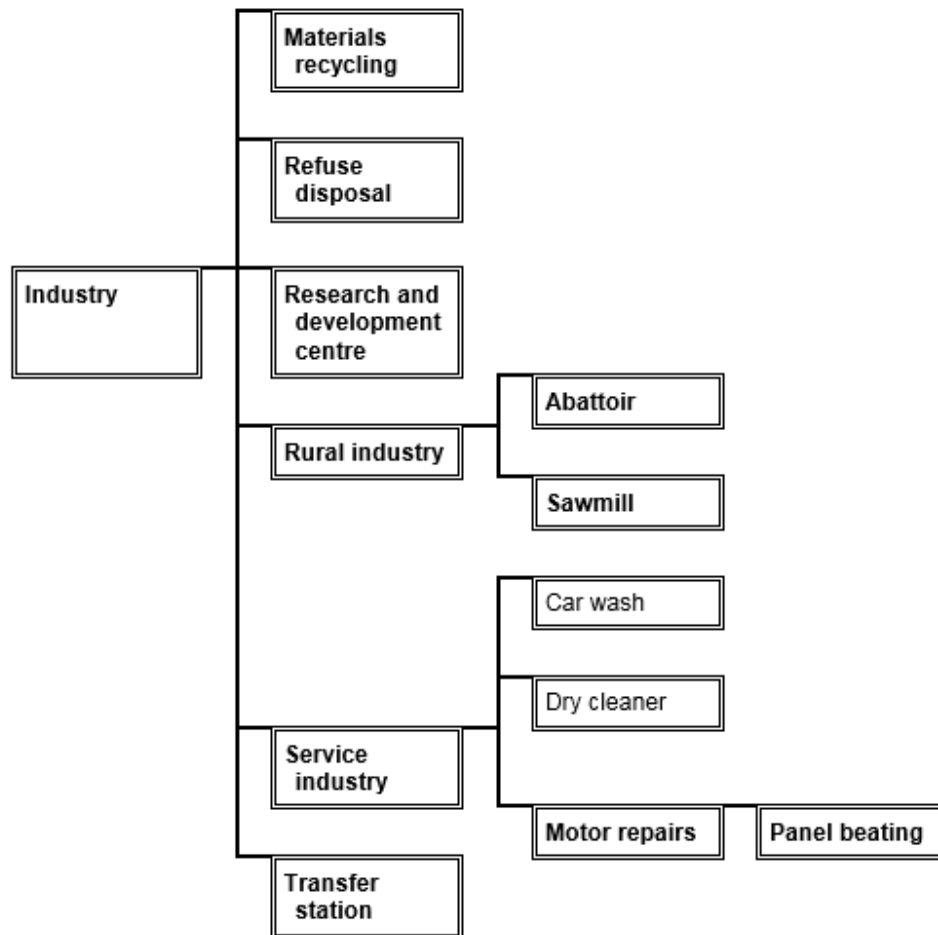 Materials
recycling
Refuse
disposal
Industry
Research and
development
centre
Abattoir
Rural industry
Sawmill
Car wash
Dry cleaner
Service
industry
Motor repairs
Panel beating
Transfer
station